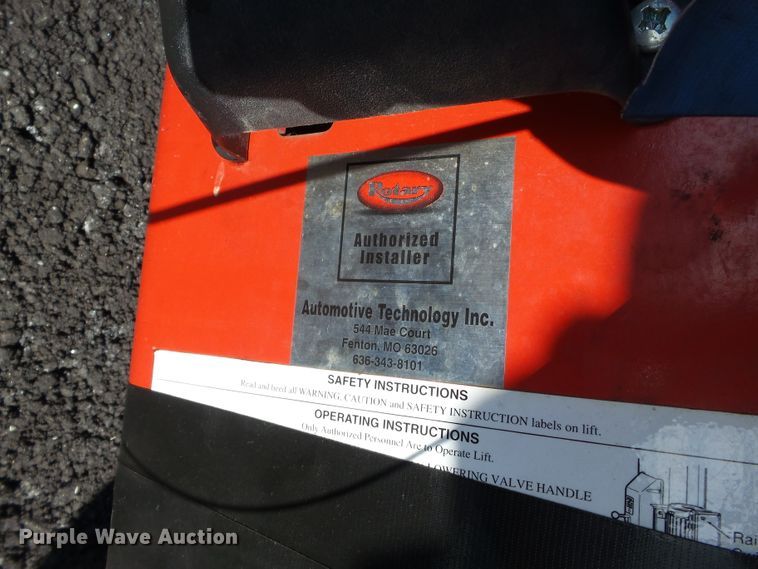 Rotary
Authorized
Installer
Automotive Technology Inc.
544 Mae Court
Fenton, MO 63026
636-343-8101
SAFETY INSTRUCTIONS
Read and heed all WARNING, CAUTION and SAFETY INSTRUCTION labels on lift.
OPERATING INSTRUCTIONS
Only Authorized Personnel Are to Operate Lift.
LOWERING VALVE HANDLE
Rai
Purple Wave Auction